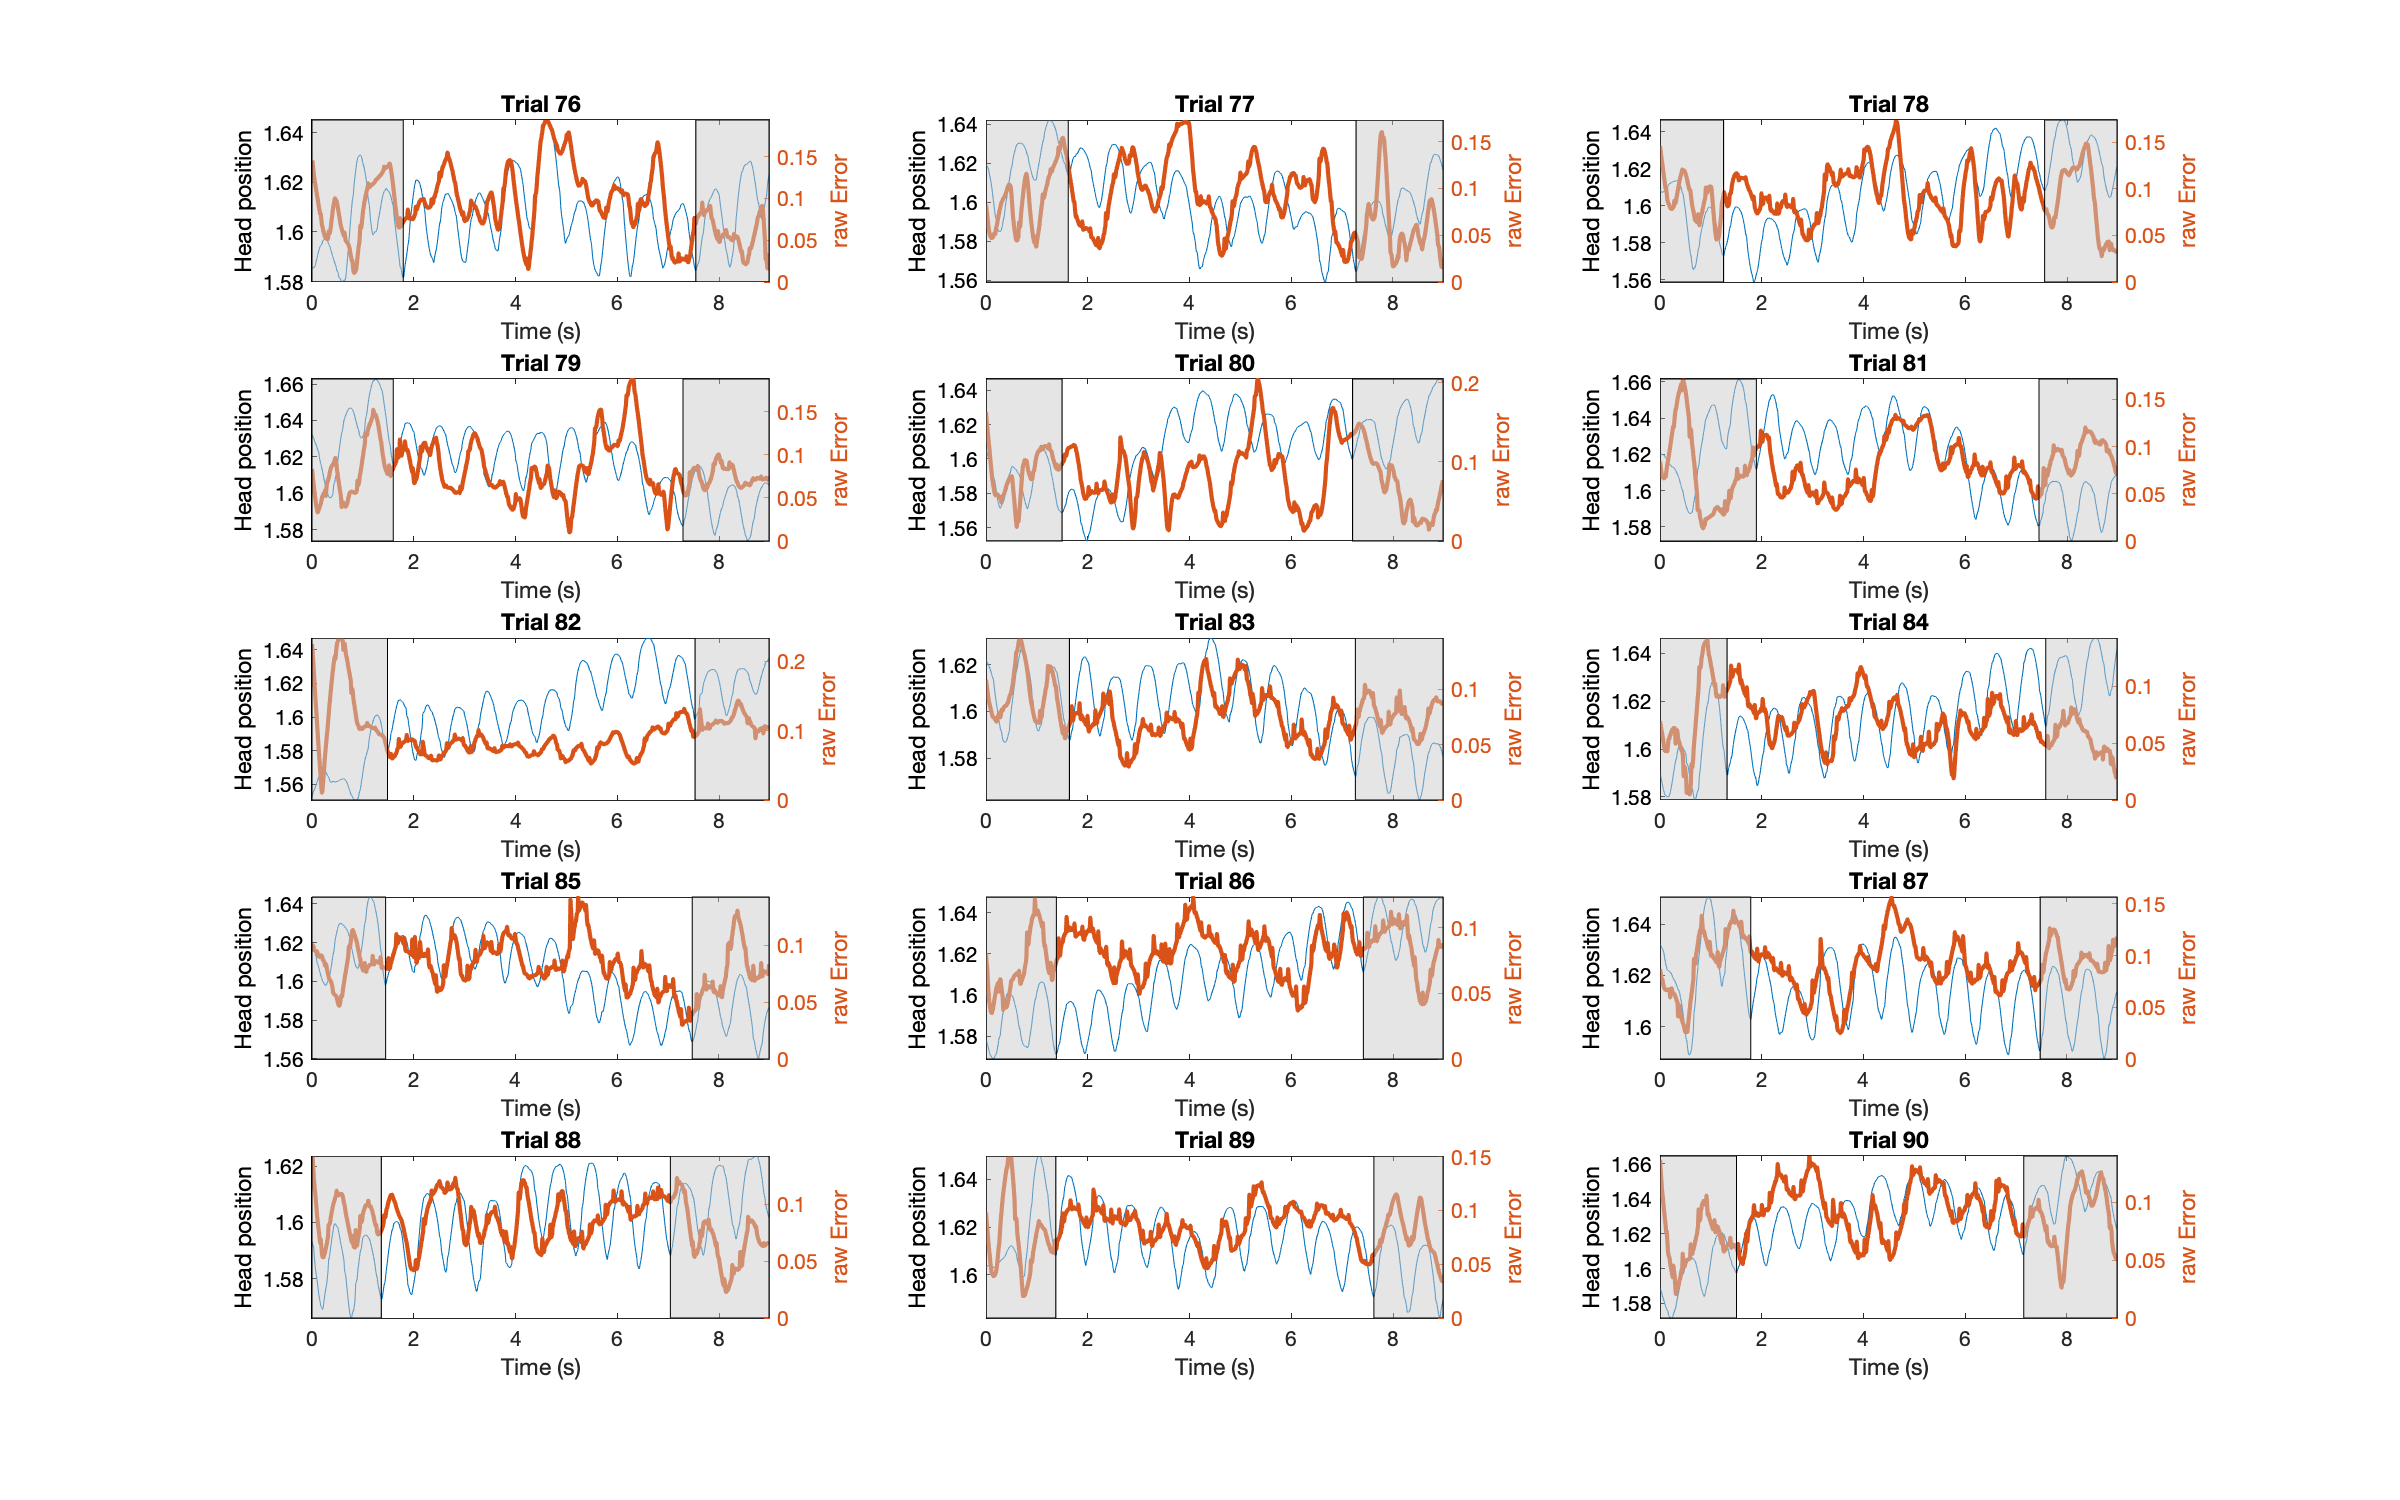 Trial 76
Head position
1.64
1.62
1.6
1.58
0.15
0.1
0.05
0
raw Error
0 2 4 6 8
Time (s)
Trial 77
Head position
1.64
1.62
1.6
1.58
1.56
0.15
0.1
0.05
0
raw Error
0 2 4 6 8
Time (s)
Trial 78
Head position
1.64
1.62
1.6
1.58
1.56
0.15
0.1
0.05
0
raw Error
0 2 4 6 8
Time (s)
Trial 79
Head position
1.66
1.64
1.62
1.6
1.58
0.15
0.1
0.05
0
raw Error
0 2 4 6 8
Time (s)
Trial 80
Head position
1.64
1.62
1.6
1.58
1.56
0.2
0.1
0
raw Error
0 2 4 6 8
Time (s)
Trial 81
Head position
1.66
1.64
1.62
1.6
1.58
0.15
0.1
0.05
0
raw Error
0 2 4 6 8
Time (s)
Trial 82
Head position
1.64
1.62
1.6
1.58
1.56
0.2
0.1
0
raw Error
0 2 4 6 8
Time (s)
Trial 83
Head position
1.62
1.6
1.58
0.1
0.05
0
raw Error
0 2 4 6 8
Time (s)
Trial 84
Head position
1.64
1.62
1.6
1.58
0.1
0.05
0
raw Error
0 2 4 6 8
Time (s)
Trial 85
Head position
1.64
1.62
1.6
1.58
1.56
0.1
0.05
0
raw Error
0 2 4 6 8
Time (s)
Trial 86
Head position
1.64
1.62
1.6
1.58
0.1
0.05
0
raw Error
0 2 4 6 8
Time (s)
Trial 87
Head position
1.64
1.62
1.6
0.15
0.1
0.05
0
raw Error
0 2 4 6 8
Time (s)
Trial 88
Head position
1.62
1.6
1.58
0.1
0.05
0
raw Error
0 2 4 6 8
Time (s)
Trial 89
Head position
1.64
1.62
1.6
0.15
0.1
0.05
0
raw Error
0 2 4 6 8
Time (s)
Trial 90
Head position
1.66
1.64
1.62
1.6
1.58
0.1
0.05
0
raw Error
0 2 4 6 8
Time (s)